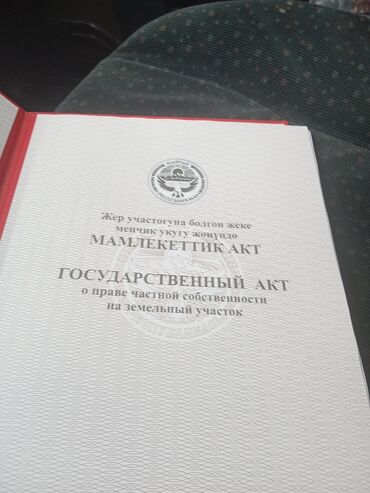 Жер участогуна болгон жеке
менчик укугу жөнүндө
МАМЛЕКЕТТИК АКТ
ГОСУДАРСТВЕННЫЙ АКТ
о праве частной собственности
на земельный участок